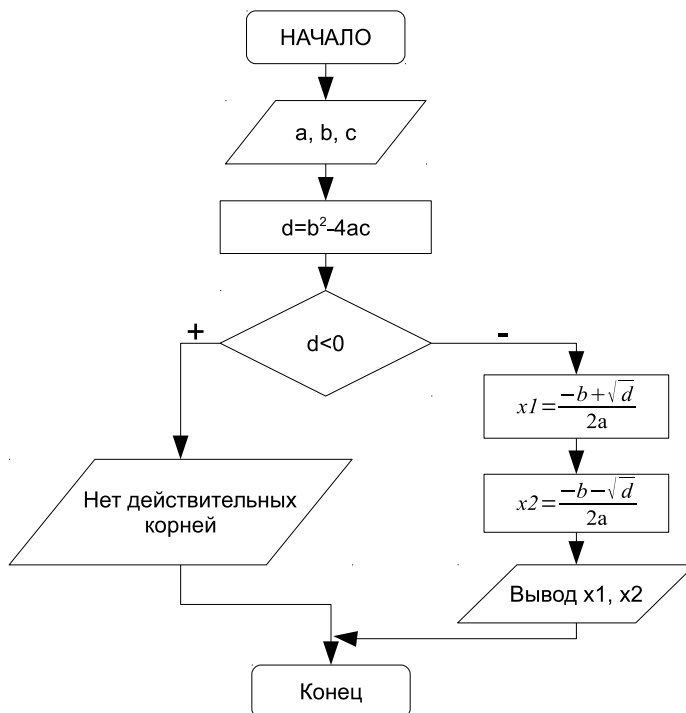 НАЧАЛО
a, b, c
d=b²-4ac
d<0
+
-
x1=(-b+√d)/2a
x2=(-b-√d)/2a
Нет действительных
корней
Вывод x1, x2
Конец